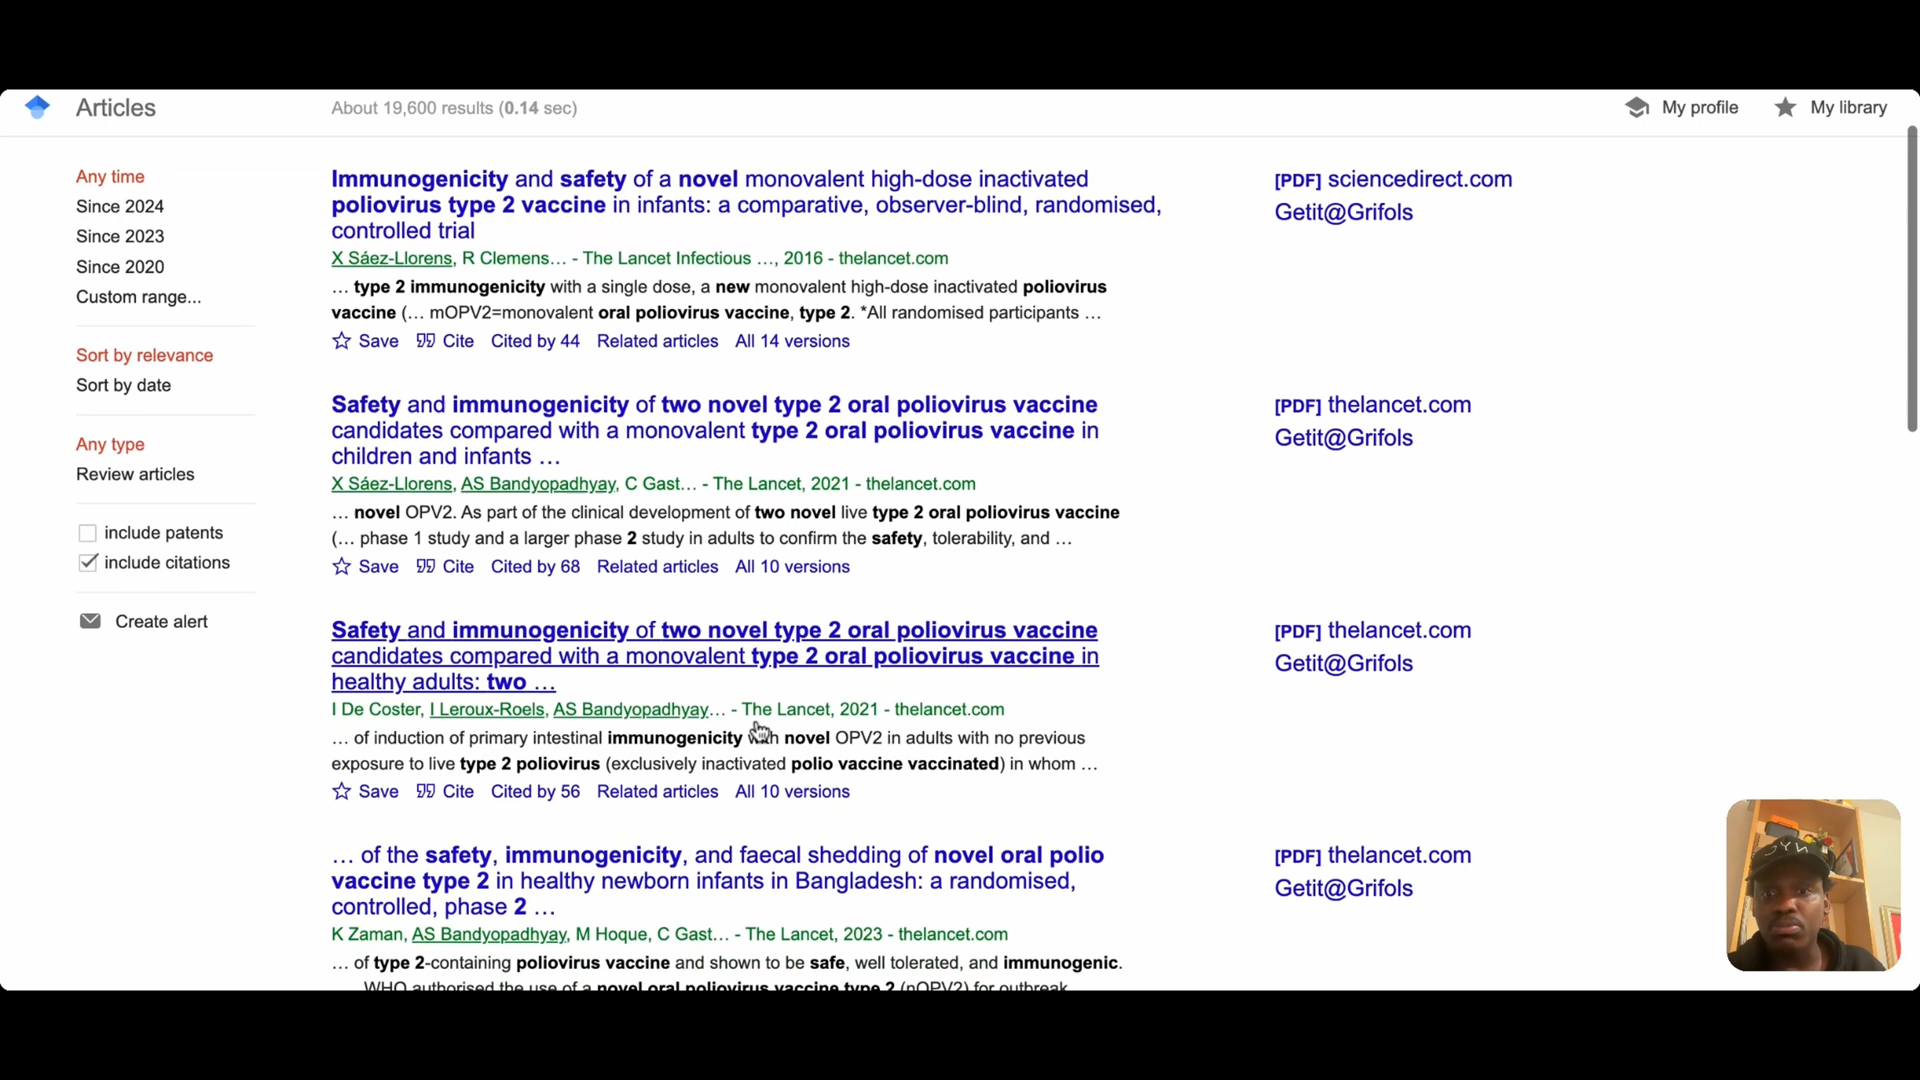 Articles
About 19,600 results (0.14 sec)
My profile
My library
Any time
Since 2024
Since 2023
Since 2020
Custom range...
Sort by relevance
Sort by date
Any type
Review articles
include patents
include citations
Create alert
Immunogenicity and safety of a novel monovalent high-dose inactivated
poliovirus type 2 vaccine in infants: a comparative, observer-blind, randomised,
controlled trial
X Sáez-Llorens, R Clemens… - The Lancet Infectious …, 2016 - thelancet.com
… type 2 immunogenicity with a single dose, a new monovalent high-dose inactivated poliovirus
vaccine (… mOPV2=monovalent oral poliovirus vaccine, type 2. *All randomised participants …
Save Cite Cited by 44 Related articles All 14 versions
[PDF] sciencedirect.com
Getit@Grifols
Safety and immunogenicity of two novel type 2 oral poliovirus vaccine
candidates compared with a monovalent type 2 oral poliovirus vaccine in
children and infants …
X Sáez-Llorens, AS Bandyopadhyay, C Gast… - The Lancet, 2021 - thelancet.com
… novel OPV2. As part of the clinical development of two novel live type 2 oral poliovirus vaccine
(… phase 1 study and a larger phase 2 study in adults to confirm the safety, tolerability, and …
Save Cite Cited by 68 Related articles All 10 versions
[PDF] thelancet.com
Getit@Grifols
Safety and immunogenicity of two novel type 2 oral poliovirus vaccine
candidates compared with a monovalent type 2 oral poliovirus vaccine in
healthy adults: two …
I De Coster, I Leroux-Roels, AS Bandyopadhyay… - The Lancet, 2021 - thelancet.com
… of induction of primary intestinal immunogenicity with novel OPV2 in adults with no previous
exposure to live type 2 poliovirus (exclusively inactivated polio vaccine vaccinated) in whom …
Save Cite Cited by 56 Related articles All 10 versions
[PDF] thelancet.com
Getit@Grifols
… of the safety, immunogenicity, and faecal shedding of novel oral polio
vaccine type 2 in healthy newborn infants in Bangladesh: a randomised,
controlled, phase 2 …
K Zaman, AS Bandyopadhyay, M Hoque, C Gast… - The Lancet, 2023 - thelancet.com
… of type 2-containing poliovirus vaccine and shown to be safe, well tolerated, and immunogenic.
WHO authorised the use of a novel oral poliovirus vaccine type 2 (nOPV2) for outbreak
[PDF] thelancet.com
Getit@Grifols
JYN